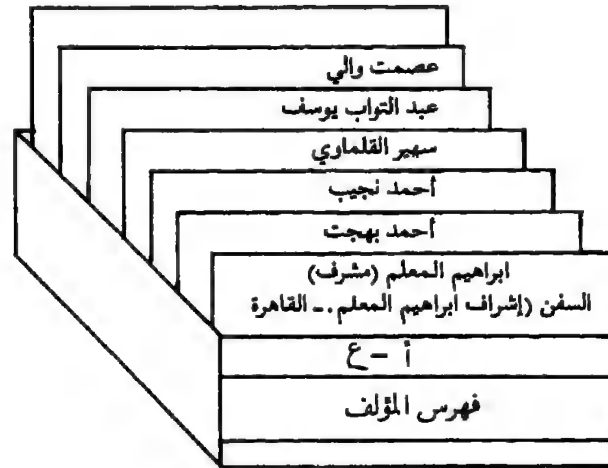 عصمت والي
عبد التواب يوسف
سهير القلماوي
أحمد نجيب
أحمد بهجت
ابراهيم المعلم (مشرف)
السفن (إشراف ابراهيم المعلم .ــ القاهرة
أ – ع
فهرس المؤلف